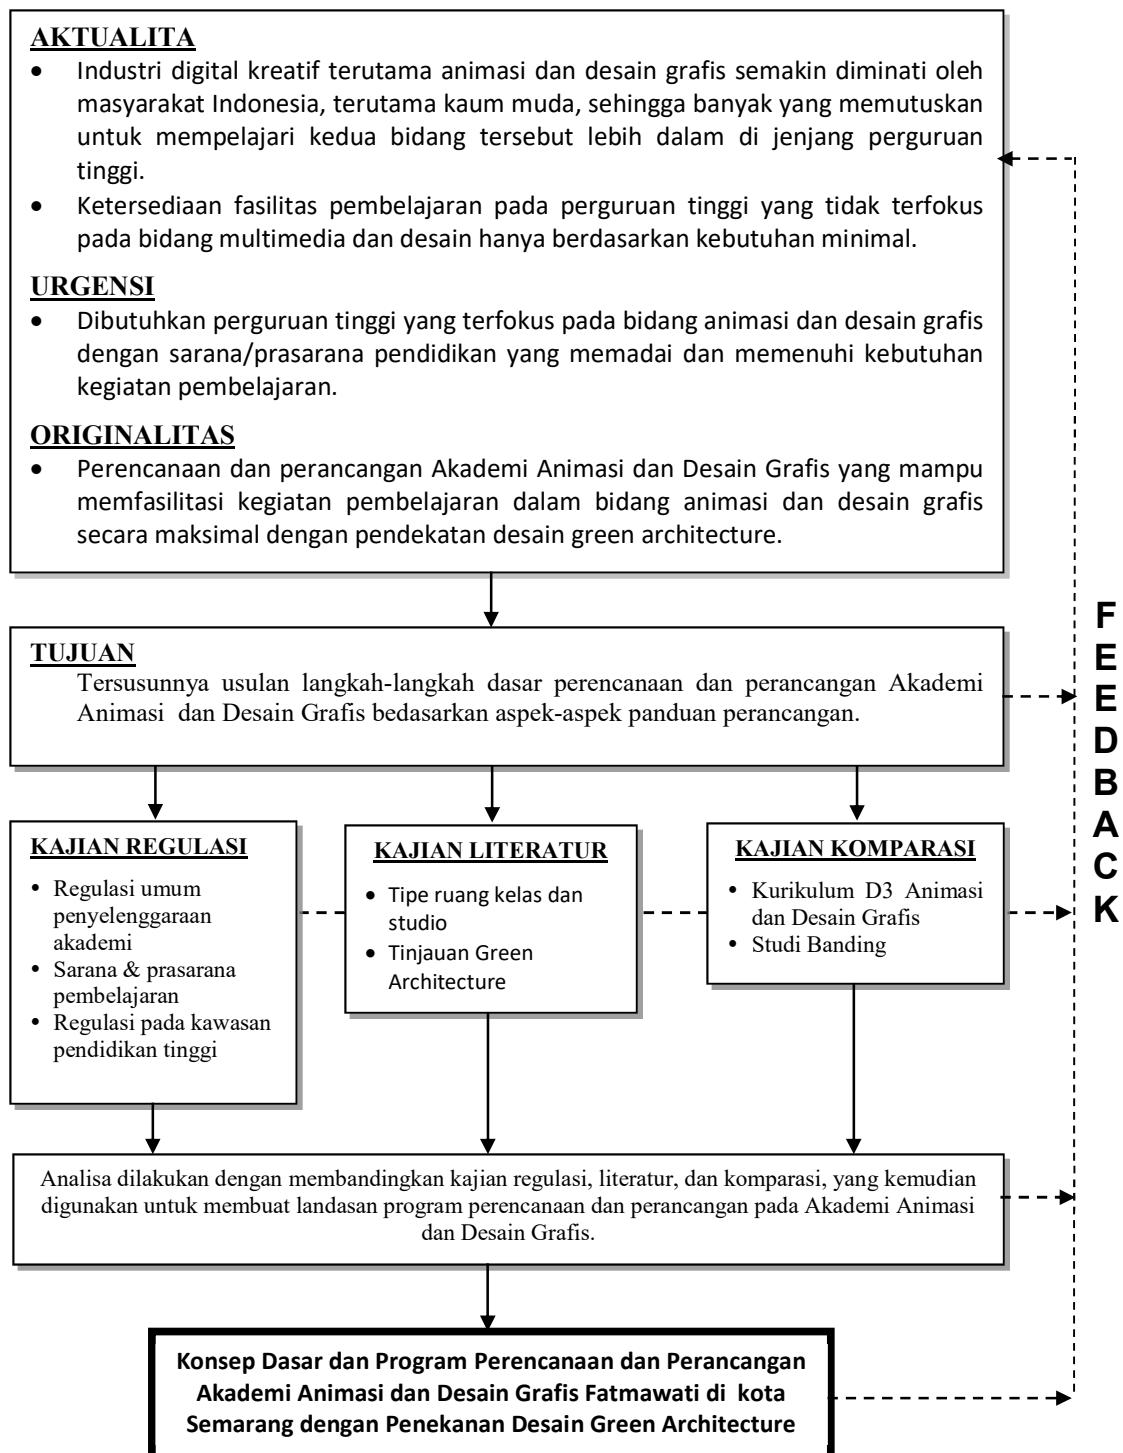 AKTUALITA
• Industri digital kreatif terutama animasi dan desain grafis semakin diminati oleh
masyarakat Indonesia, terutama kaum muda, sehingga banyak yang memutuskan
untuk mempelajari kedua bidang tersebut lebih dalam di jenjang perguruan
tinggi.
• Ketersediaan fasilitas pembelajaran pada perguruan tinggi yang tidak terfokus
pada bidang multimedia dan desain hanya berdasarkan kebutuhan minimal.
URGENSI
• Dibutuhkan perguruan tinggi yang terfokus pada bidang animasi dan desain grafis
dengan sarana/prasarana pendidikan yang memadai dan memenuhi kebutuhan
kegiatan pembelajaran.
ORIGINALITAS
• Perencanaan dan perancangan Akademi Animasi dan Desain Grafis yang mampu
memfasilitasi kegiatan pembelajaran dalam bidang animasi dan desain grafis
secara maksimal dengan pendekatan desain green architecture.
TUJUAN
Tersusunnya usulan langkah-langkah dasar perencanaan dan perancangan Akademi
Animasi dan Desain Grafis bedasarkan aspek-aspek panduan perancangan.
KAJIAN REGULASI
• Regulasi umum
penyelenggaraan
akademi
• Sarana & prasarana
pembelajaran
• Regulasi pada kawasan
pendidikan tinggi
KAJIAN LITERATUR
• Tipe ruang kelas dan
studio
• Tinjauan Green
Architecture
KAJIAN KOMPARASI
• Kurikulum D3 Animasi
dan Desain Grafis
• Studi Banding
Analisa dilakukan dengan membandingkan kajian regulasi, literatur, dan komparasi, yang kemudian
digunakan untuk membuat landasan program perencanaan dan perancangan pada Akademi Animasi
dan Desain Grafis.
Konsep Dasar dan Program Perencanaan dan Perancangan
Akademi Animasi dan Desain Grafis Fatmawati di kota
Semarang dengan Penekanan Desain Green Architecture
FEEDBACK